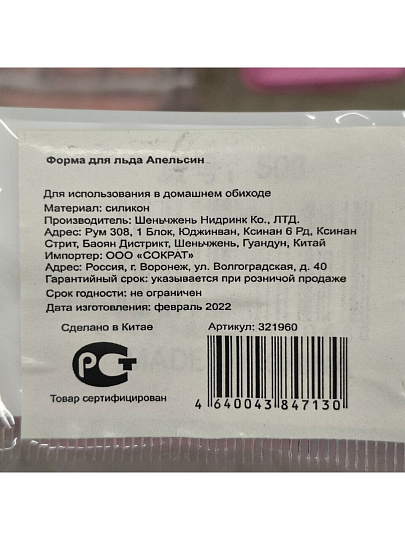 Форма для льда Апельсин
Для использования в домашнем обиходе
Материал: силикон
Производитель: Шеньчжень Нидринк Ко., ЛТД.
Адрес: Рум 308, 1 Блок, Юджинван, Ксинан 6 Рд, Ксинан
Стрит, Баоян Дистрикт, Шеньчжень, Гуандун, Китай
Импортер: ООО «СОКРАТ»
Адрес: Россия, г. Воронеж, ул. Волгоградская, д. 40
Гарантийный срок: указывается при розничой продаже
Срок годности: не ограничен
Дата изготовления: февраль 2022
Сделано в Китае
Артикул: 321960
РСТ
Товар сертифицирован
4 640043 847130